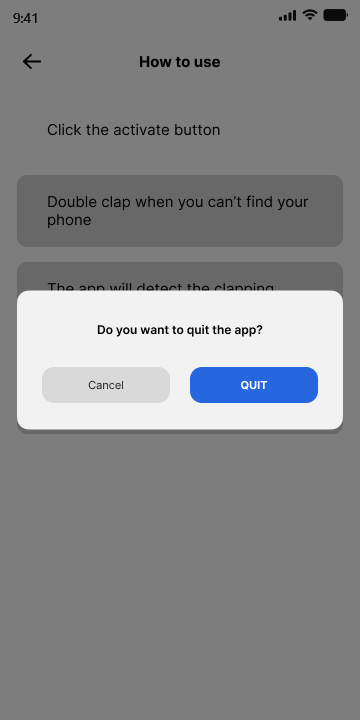 9:41
How to use
Click the activate button
Double clap when you can't find your
phone
The app will detect the clapping
Do you want to quit the app?
Cancel
QUIT